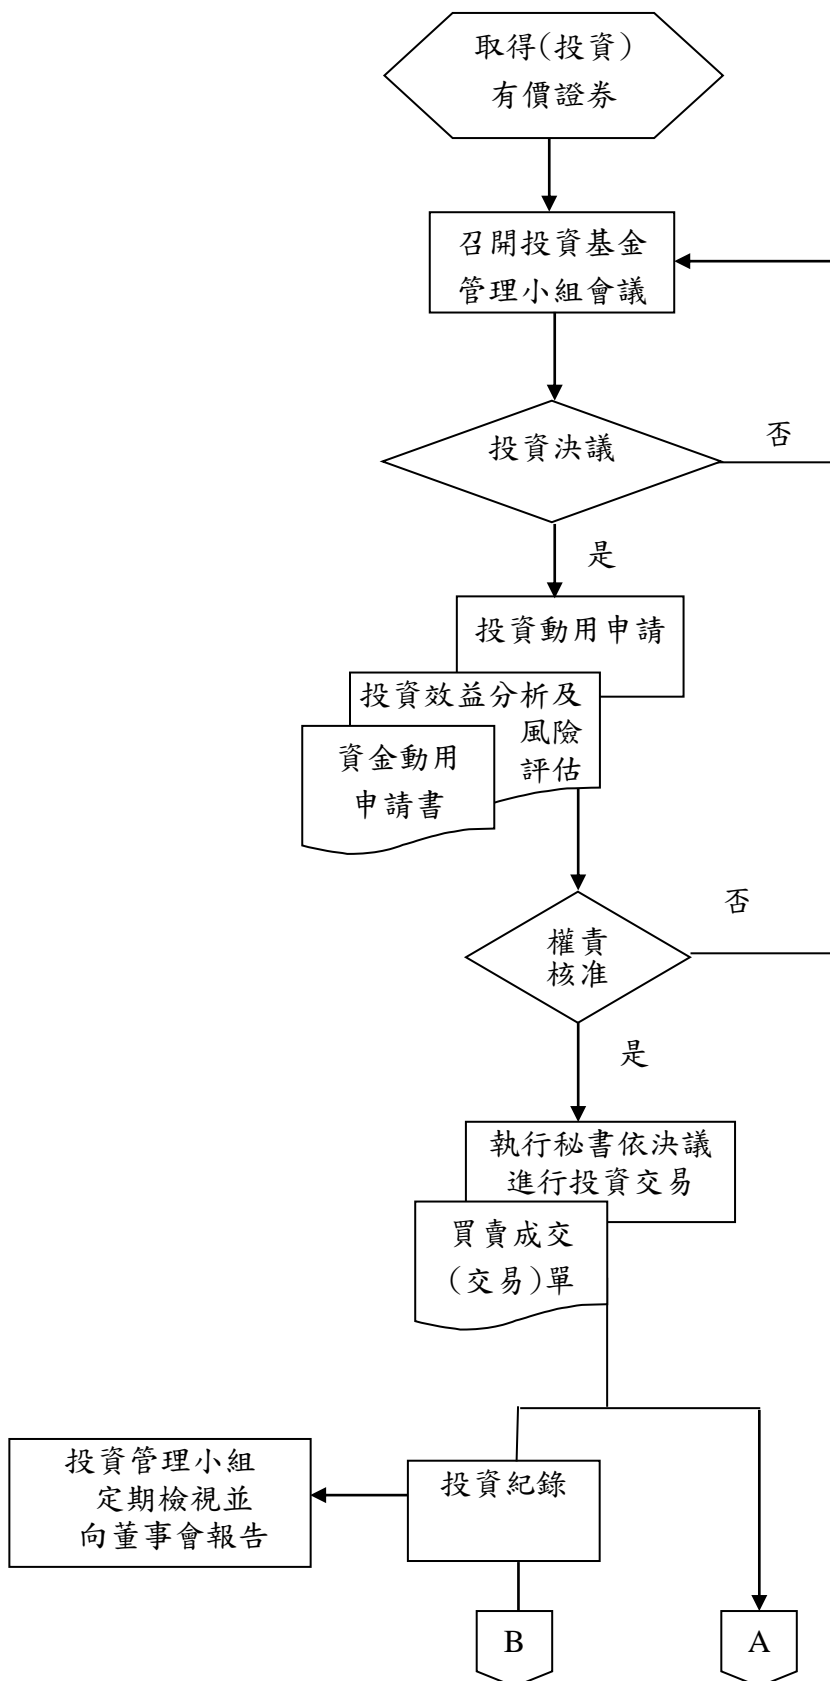 取得(投資)
有價證券
召開投資基金
管理小組會議
投資決議
否
是
投資動用申請
投資效益分析及
風險
評估
資金動用
申請書
否
權責
核准
是
執行秘書依決議
進行投資交易
買賣成交
(交易)單
投資管理小組
定期檢視並
向董事會報告
投資紀錄
B
A